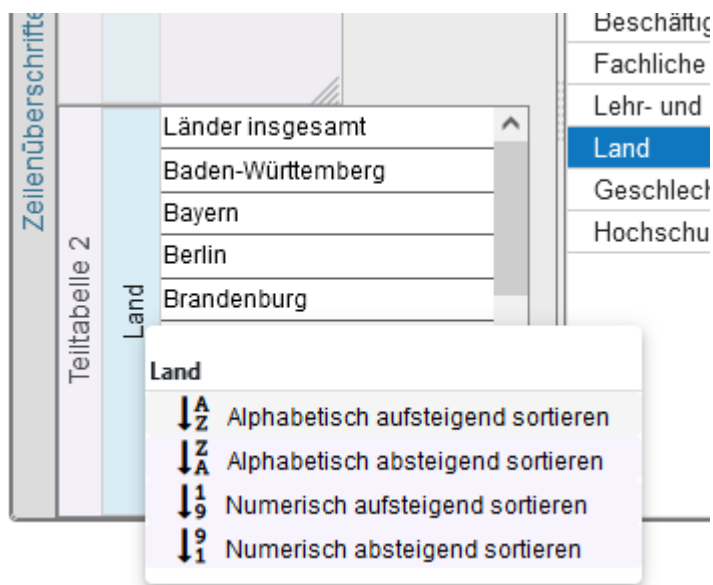 Zeilenüberschrifte
Teiltabelle 2
Land
Länder insgesamt
Baden-Württemberg
Bayern
Berlin
Brandenburg
Land
Alphabetisch aufsteigend sortieren
Alphabetisch absteigend sortieren
Numerisch aufsteigend sortieren
Numerisch absteigend sortieren
Beschäftig
Fachliche
Lehr- und
Land
Geschlech
Hochschu